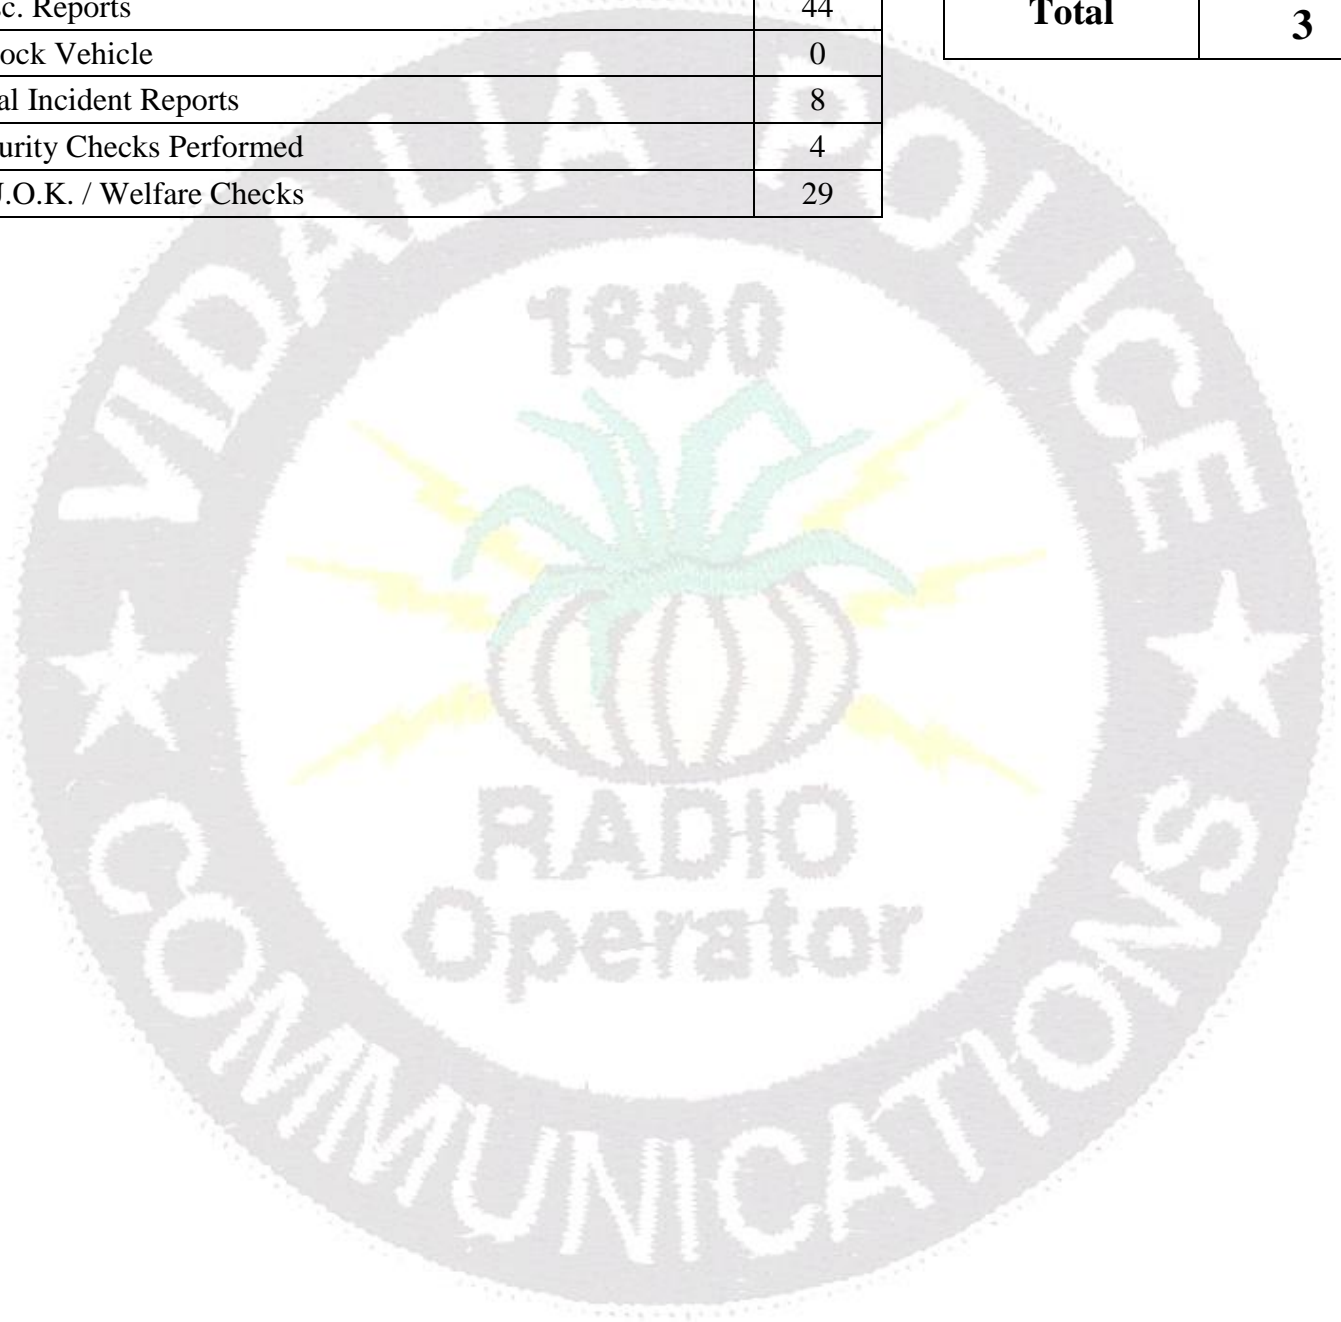 sc. Reports 44
ock Vehicle 0
al Incident Reports 8
urity Checks Performed 4
.O.K. / Welfare Checks 29
Total 3
VIDALIA POLICE
1890
RADIO
Operator
COMMUNICATIONS